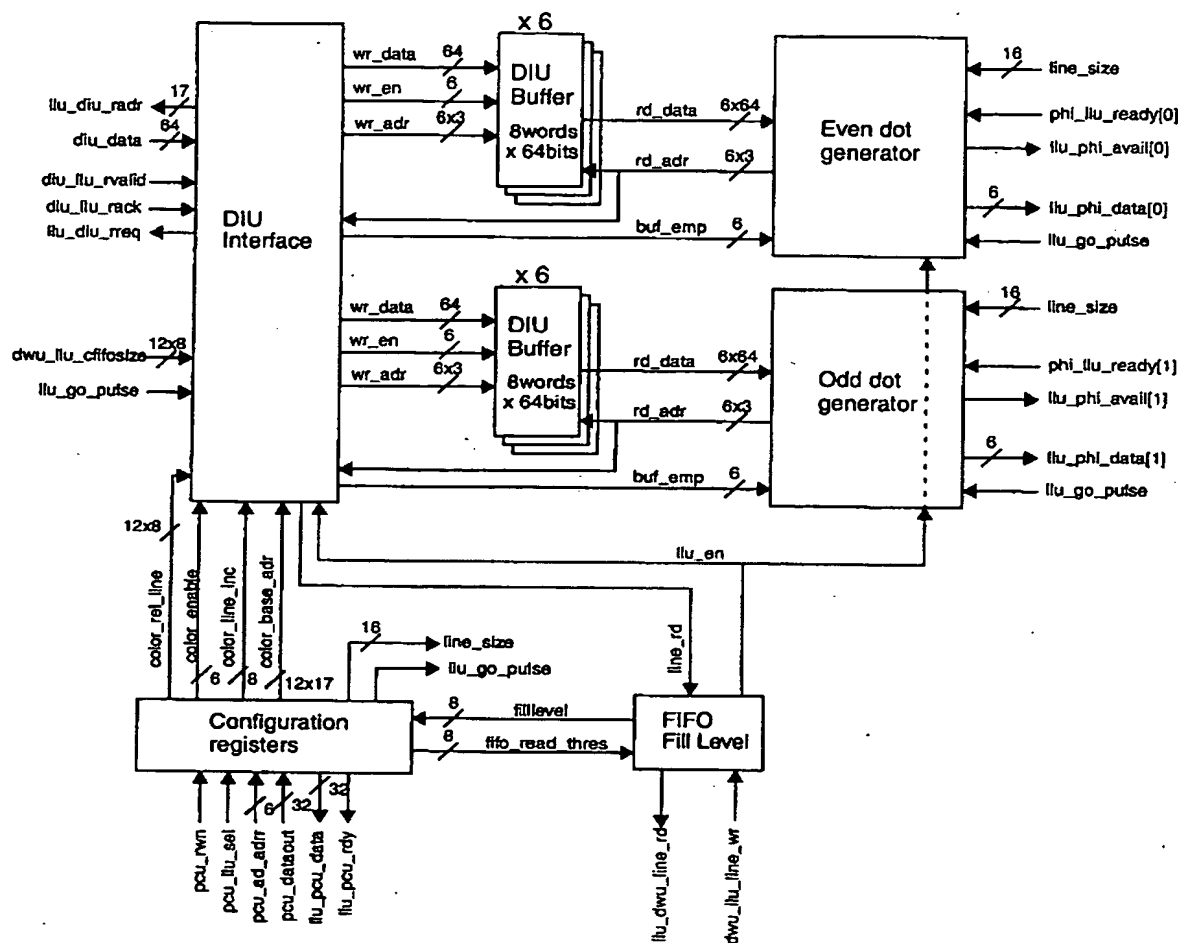 x 6
wr_data
64
wr_en
6
wr_adr
6x3
DIU
Buffer
8words
x 64bits
rd_data
6x64
rd_adr
6x3
buf_emp
6
Even dot
generator
16
line_size
phi_llu_ready[0]
llu_phi_avail[0]
6
llu_phi_data[0]
llu_go_pulse
17
llu_diu_radr
64
diu_data
diu_llu_rvalid
diu_llu_rack
llu_diu_rreq
DIU
Interface
12x8
dwu_llu_cfifosize
llu_go_pulse
x 6
wr_data
64
wr_en
6
wr_adr
6x3
DIU
Buffer
8words
x 64bits
rd_data
6x64
rd_adr
6x3
buf_emp
6
Odd dot
generator
16
line_size
phi_llu_ready[1]
llu_phi_avail[1]
6
llu_phi_data[1]
llu_go_pulse
12x8
color_rel_line
color_enable
6
color_line_inc
8
color_base_adr
12x17
llu_en
line_rd
16
line_size
llu_go_pulse
Configuration
registers
8
filllevel
8
fifo_read_thres
FIFO
Fill Level
pcu_rwn
pcu_llu_sel
pcu_ad_adrr
6
pcu_dataout
32
llu_pcu_data
32
llu_pcu_rdy
llu_dwu_line_rd
dwu_llu_line_wr